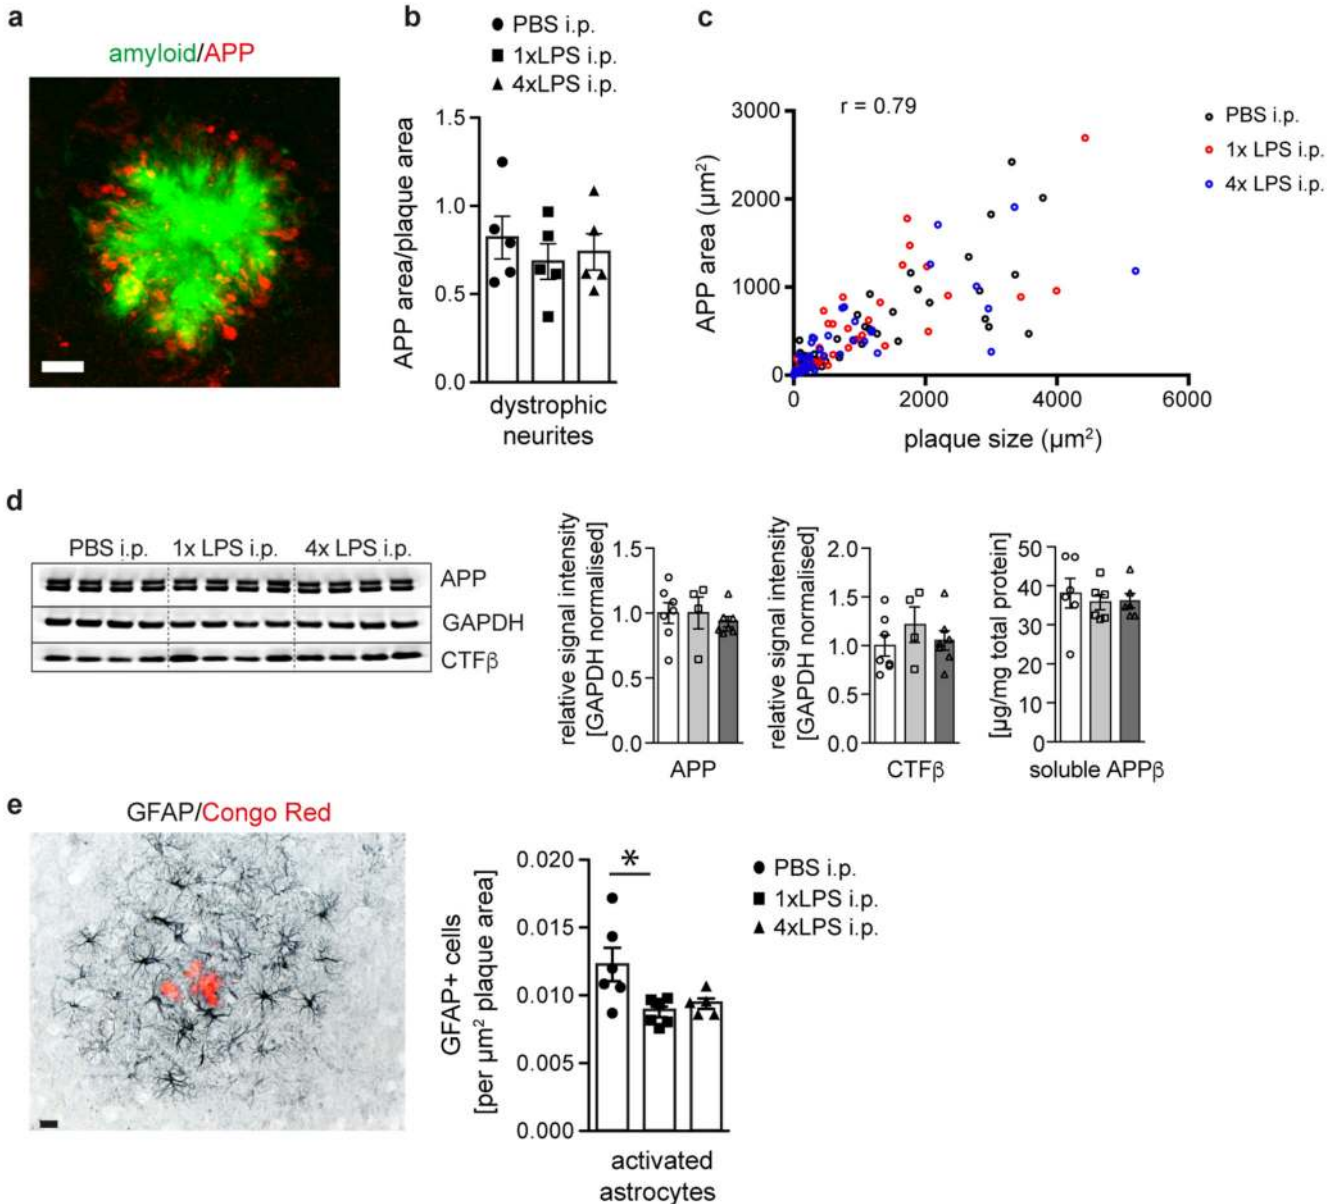 a
amyloid/APP
b
PBS i.p.
1xLPS i.p.
4xLPS i.p.
APP area/plaque area
1.5
1.0
0.5
0.0
dystrophic
neurites
c
r = 0.79
APP area (µm²)
3000
2000
1000
0
0
2000
4000
6000
plaque size (µm²)
PBS i.p.
1x LPS i.p.
4x LPS i.p.
d
PBS i.p.
1x LPS i.p.
4x LPS i.p.
APP
GAPDH
CTFβ
relative signal intensity
[GAPDH normalised]
1.5
1.0
0.5
0.0
APP
relative signal intensity
[GAPDH normalised]
2.0
1.5
1.0
0.5
0.0
CTFβ
[µg/mg total protein]
50
40
30
20
10
0
soluble APPβ
e
GFAP/Congo Red
GFAP+ cells
[per µm² plaque area]
0.020
0.015
0.010
0.005
0.000
*
activated
astrocytes
PBS i.p.
1xLPS i.p.
4xLPS i.p.